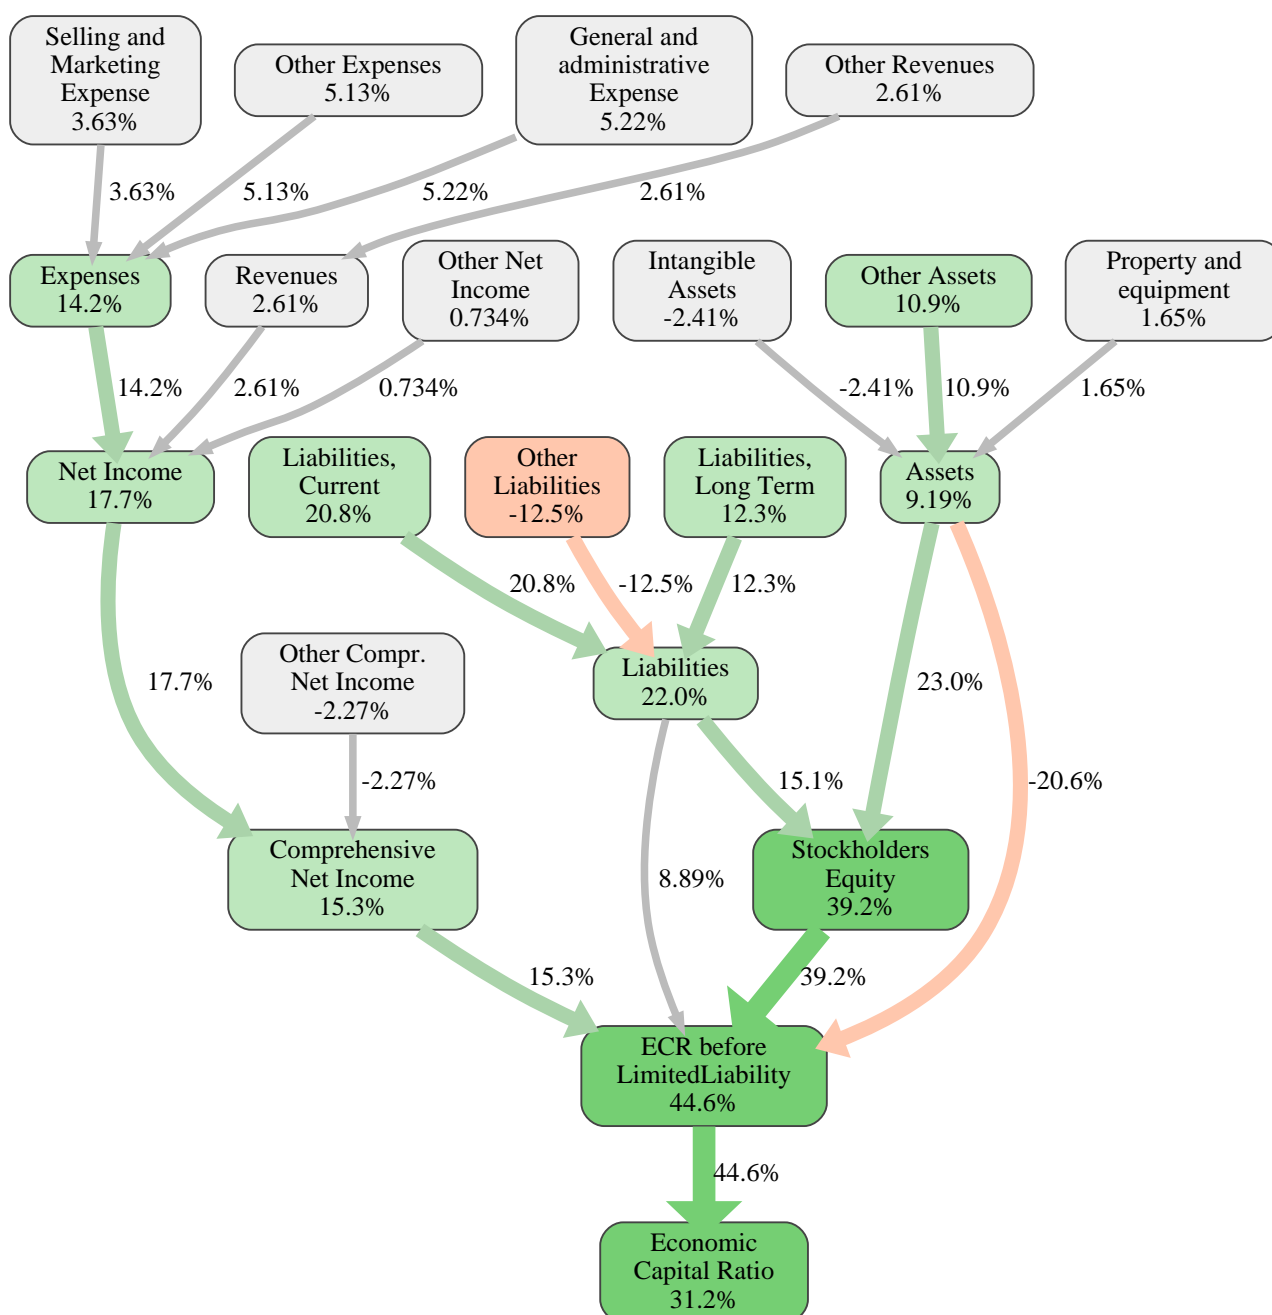 Selling and
Marketing
Expense
3.63%
Other Expenses
5.13%
General and
administrative
Expense
5.22%
Other Revenues
2.61%
3.63%
5.13%
5.22%
2.61%
Expenses
14.2%
Revenues
2.61%
Other Net
Income
0.734%
Intangible
Assets
-2.41%
Other Assets
10.9%
Property and
equipment
1.65%
14.2%
2.61%
0.734%
-2.41%
10.9%
1.65%
Net Income
17.7%
Liabilities,
Current
20.8%
Other
Liabilities
-12.5%
Liabilities,
Long Term
12.3%
Assets
9.19%
20.8%
-12.5%
12.3%
17.7%
Other Compr.
Net Income
-2.27%
Liabilities
22.0%
23.0%
-2.27%
15.1%
-20.6%
Comprehensive
Net Income
15.3%
8.89%
Stockholders
Equity
39.2%
15.3%
39.2%
ECR before
LimitedLiability
44.6%
44.6%
Economic
Capital Ratio
31.2%